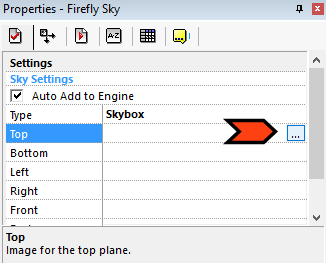 Properties - Firefly Sky
A-Z
Settings
Sky Settings
Auto Add to Engine
Type Skybox
Top ...
Bottom
Left
Right
Front
Top
Image for the top plane.